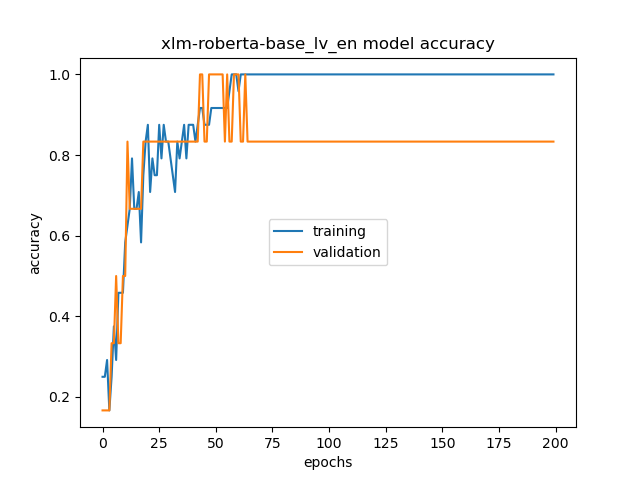 xlm-roberta-base_lv_en model accuracy
1.0
0.8
0.6
0.4
0.2
accuracy
training
validation
0 25 50 75 100 125 150 175 200
epochs